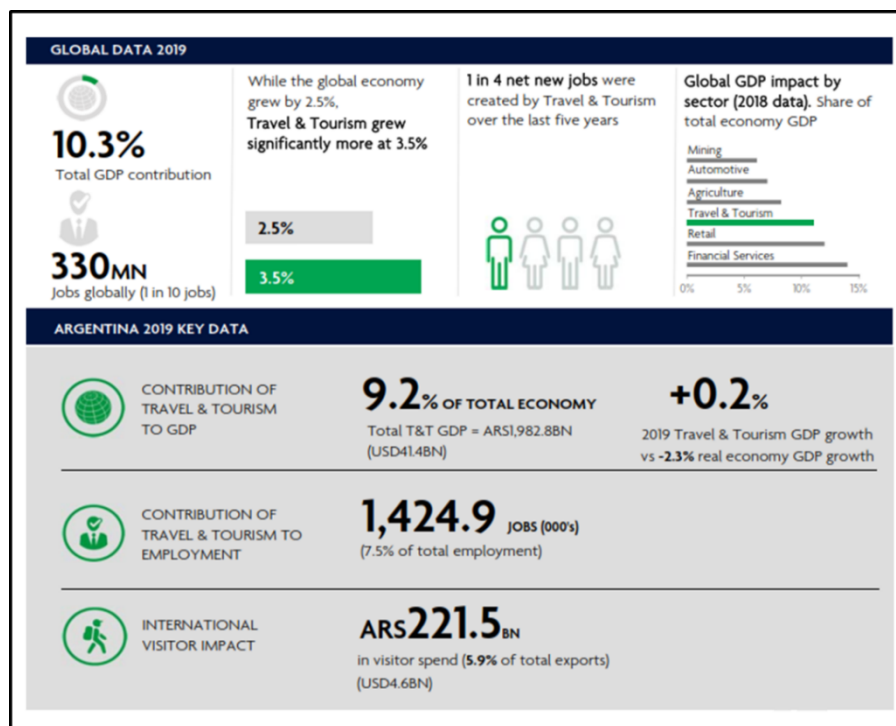 GLOBAL DATA 2019
10.3%
Total GDP contribution
330MN
Jobs globally (1 in 10 jobs)
While the global economy
grew by 2.5%,
Travel & Tourism grew
significantly more at 3.5%
2.5%
3.5%
1 in 4 net new jobs were
created by Travel & Tourism
over the last five years
Global GDP impact by
sector (2018 data). Share of
total economy GDP
Mining
Automotive
Agriculture
Travel & Tourism
Retail
Financial Services
0% 5% 10% 15%
ARGENTINA 2019 KEY DATA
CONTRIBUTION OF
TRAVEL & TOURISM
TO GDP
9.2% OF TOTAL ECONOMY
Total T&T GDP = ARS1,982.8BN
(USD41.4BN)
+0.2%
2019 Travel & Tourism GDP growth
vs -2.3% real economy GDP growth
CONTRIBUTION OF
TRAVEL & TOURISM TO
EMPLOYMENT
1,424.9 JOBS (000's)
(7.5% of total employment)
INTERNATIONAL
VISITOR IMPACT
ARS221.5BN
in visitor spend (5.9% of total exports)
(USD4.6BN)